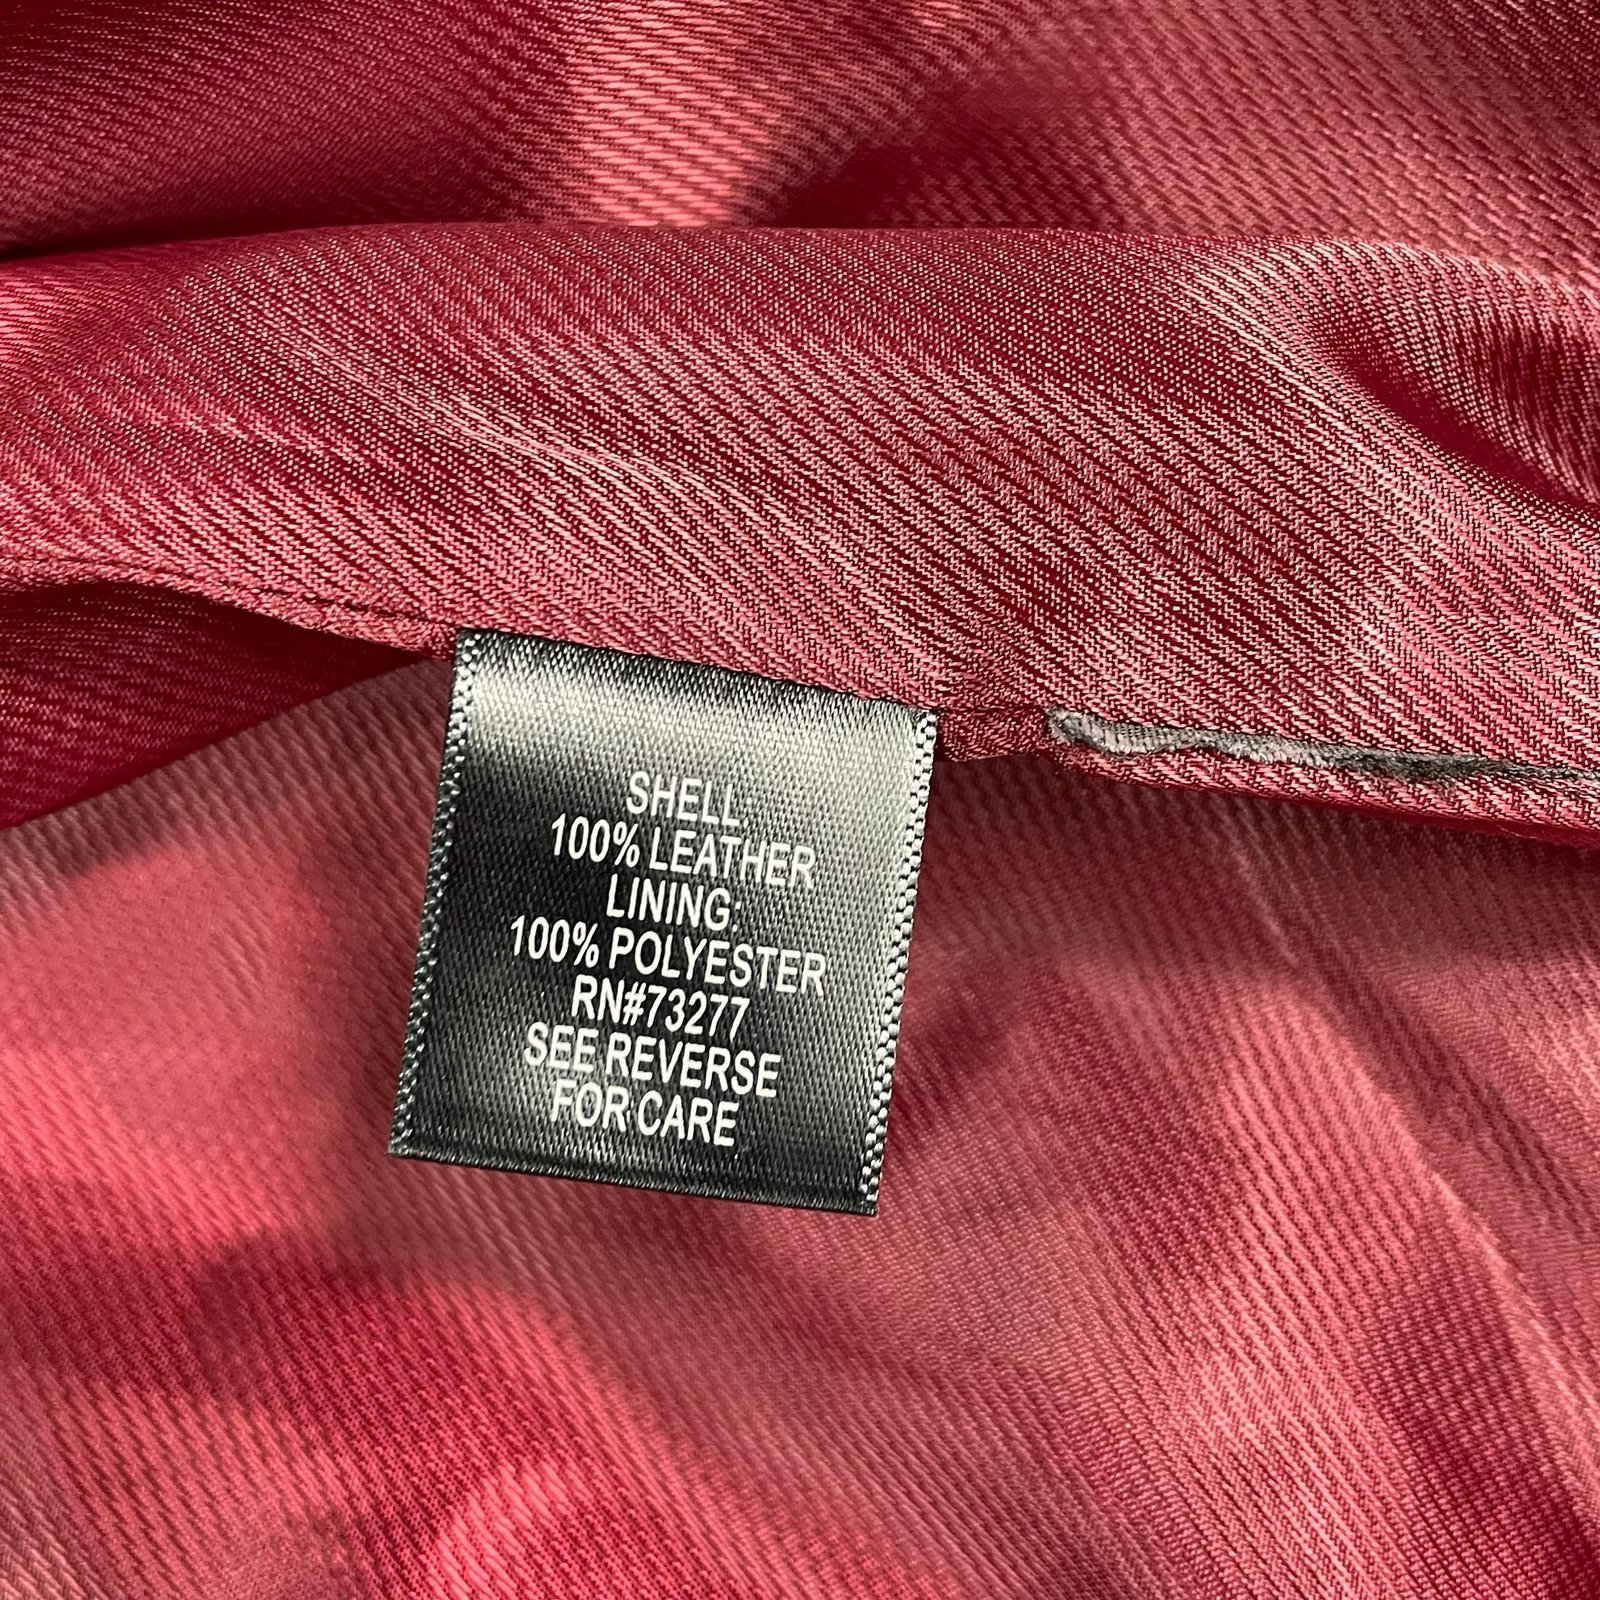 SHELL:
100% LEATHER
LINING:
100% POLYESTER
RN#73277
SEE REVERSE
FOR CARE